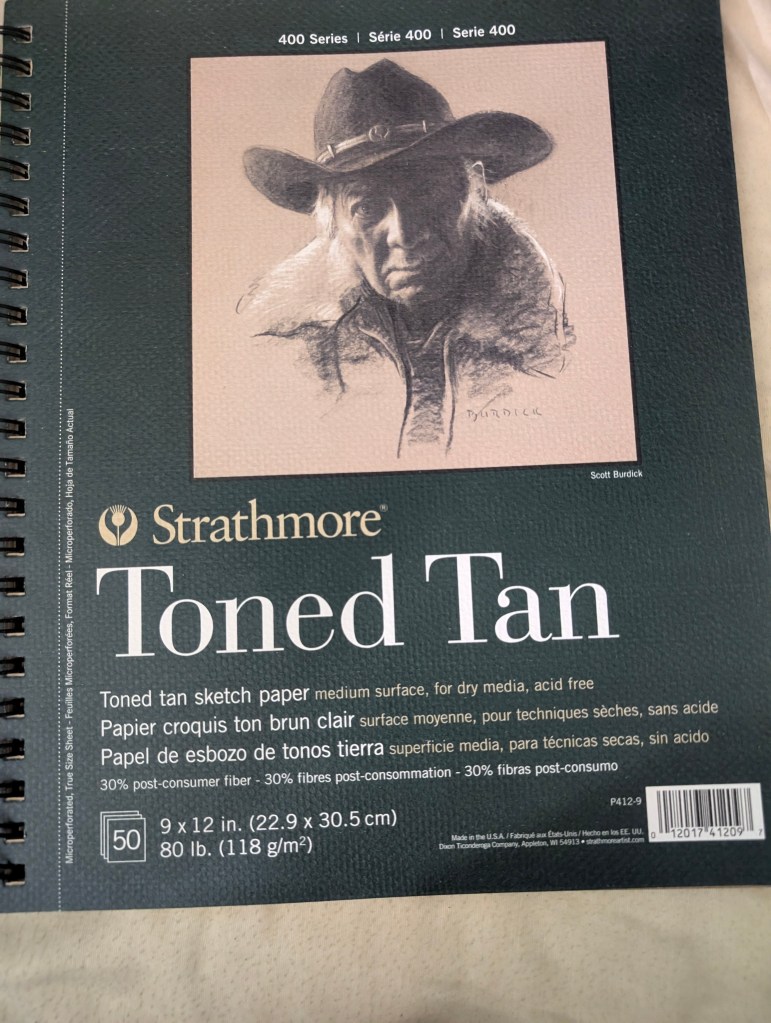 400 Series | Série 400 | Serie 400
BURDICK
Scott Burdick
Strathmore®
Toned Tan
Toned tan sketch paper medium surface, for dry media, acid free
Papier croquis ton brun clair surface moyenne, pour techniques sèches, sans acide
Papel de esbozo de tonos tierra superficie media, para técnicas secas, sin acido
30% post-consumer fiber - 30% fibres post-consommation - 30% fibras post-consumo
50
9 x 12 in. (22.9 x 30.5 cm)
80 lb. (118 g/m²)
P412-9
Made in the U.S.A. / Fabriqué aux États-Unis / Hecho en los EE. UU.
Dixon Ticonderoga Company, Appleton, WI 54913 • strathmoreartist.com
0 12017 41209 7
Microperforated, True Size Sheet - Feuilles Microperforées, Format Réel - Microperforado, Hoja de Tamaño Actual